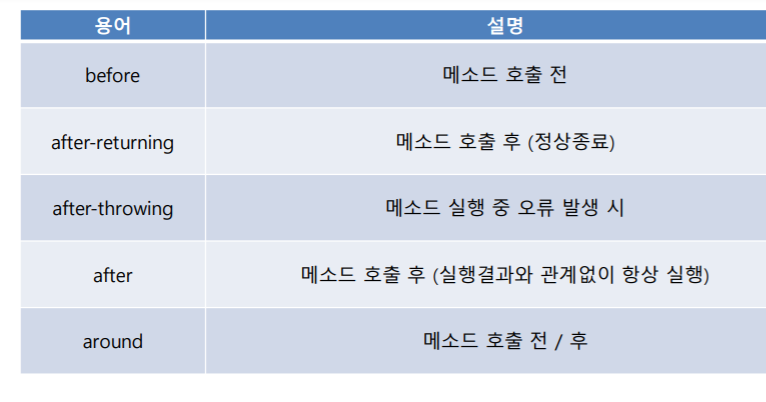 용어 설명
before 메소드 호출 전
after-returning 메소드 호출 후 (정상종료)
after-throwing 메소드 실행 중 오류 발생 시
after 메소드 호출 후 (실행결과와 관계없이 항상 실행)
around 메소드 호출 전 / 후